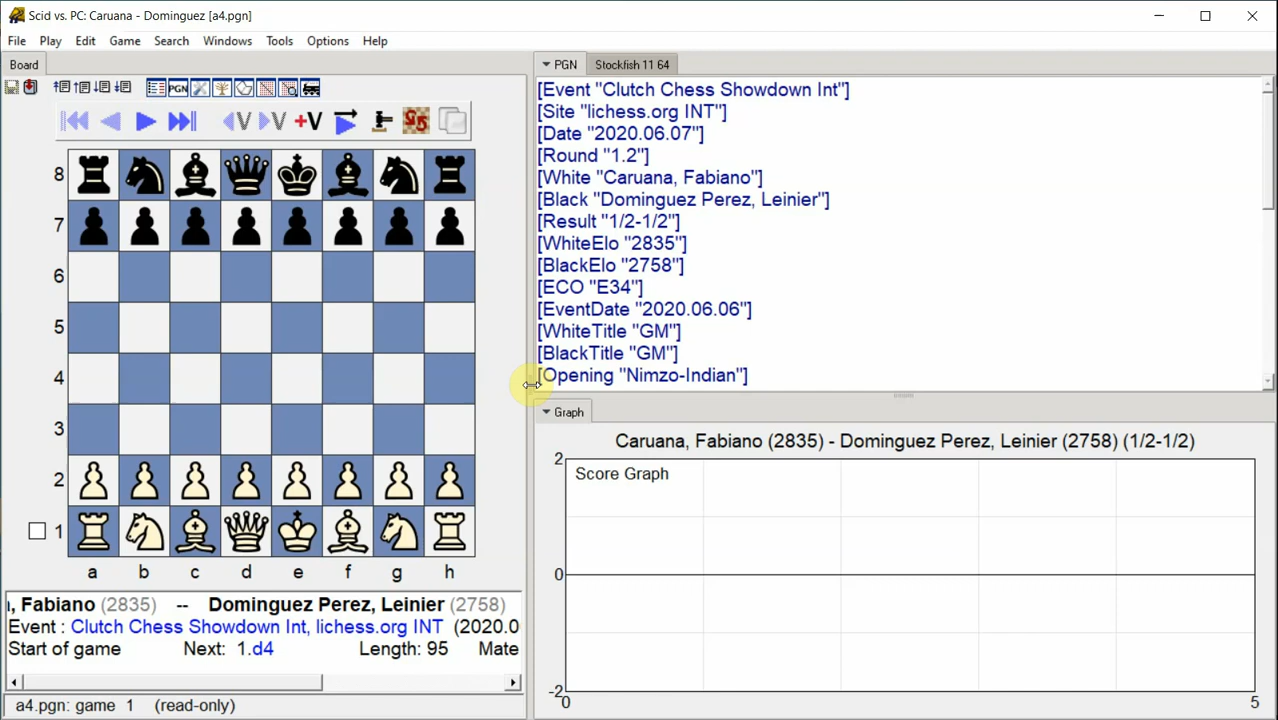 Scid vs. PC: Caruana - Dominguez [a4.pgn]
File Play Edit Game Search Windows Tools Options Help
Board
PGN
V V +V
8
7
6
5
4
3
2
1
a b c d e f g h
, Fabiano (2835) -- Dominguez Perez, Leinier (2758)
Event : Clutch Chess Showdown Int, lichess.org INT (2020.0
Start of game Next: 1.d4 Length: 95 Mate
a4.pgn: game 1 (read-only)
PGN Stockfish 11 64
[Event "Clutch Chess Showdown Int"]
[Site "lichess.org INT"]
[Date "2020.06.07"]
[Round "1.2"]
[White "Caruana, Fabiano"]
[Black "Dominguez Perez, Leinier"]
[Result "1/2-1/2"]
[WhiteElo "2835"]
[BlackElo "2758"]
[ECO "E34"]
[EventDate "2020.06.06"]
[WhiteTitle "GM"]
[BlackTitle "GM"]
[Opening "Nimzo-Indian"]
Graph
Caruana, Fabiano (2835) - Dominguez Perez, Leinier (2758) (1/2-1/2)
2
Score Graph
0
-2
0 5